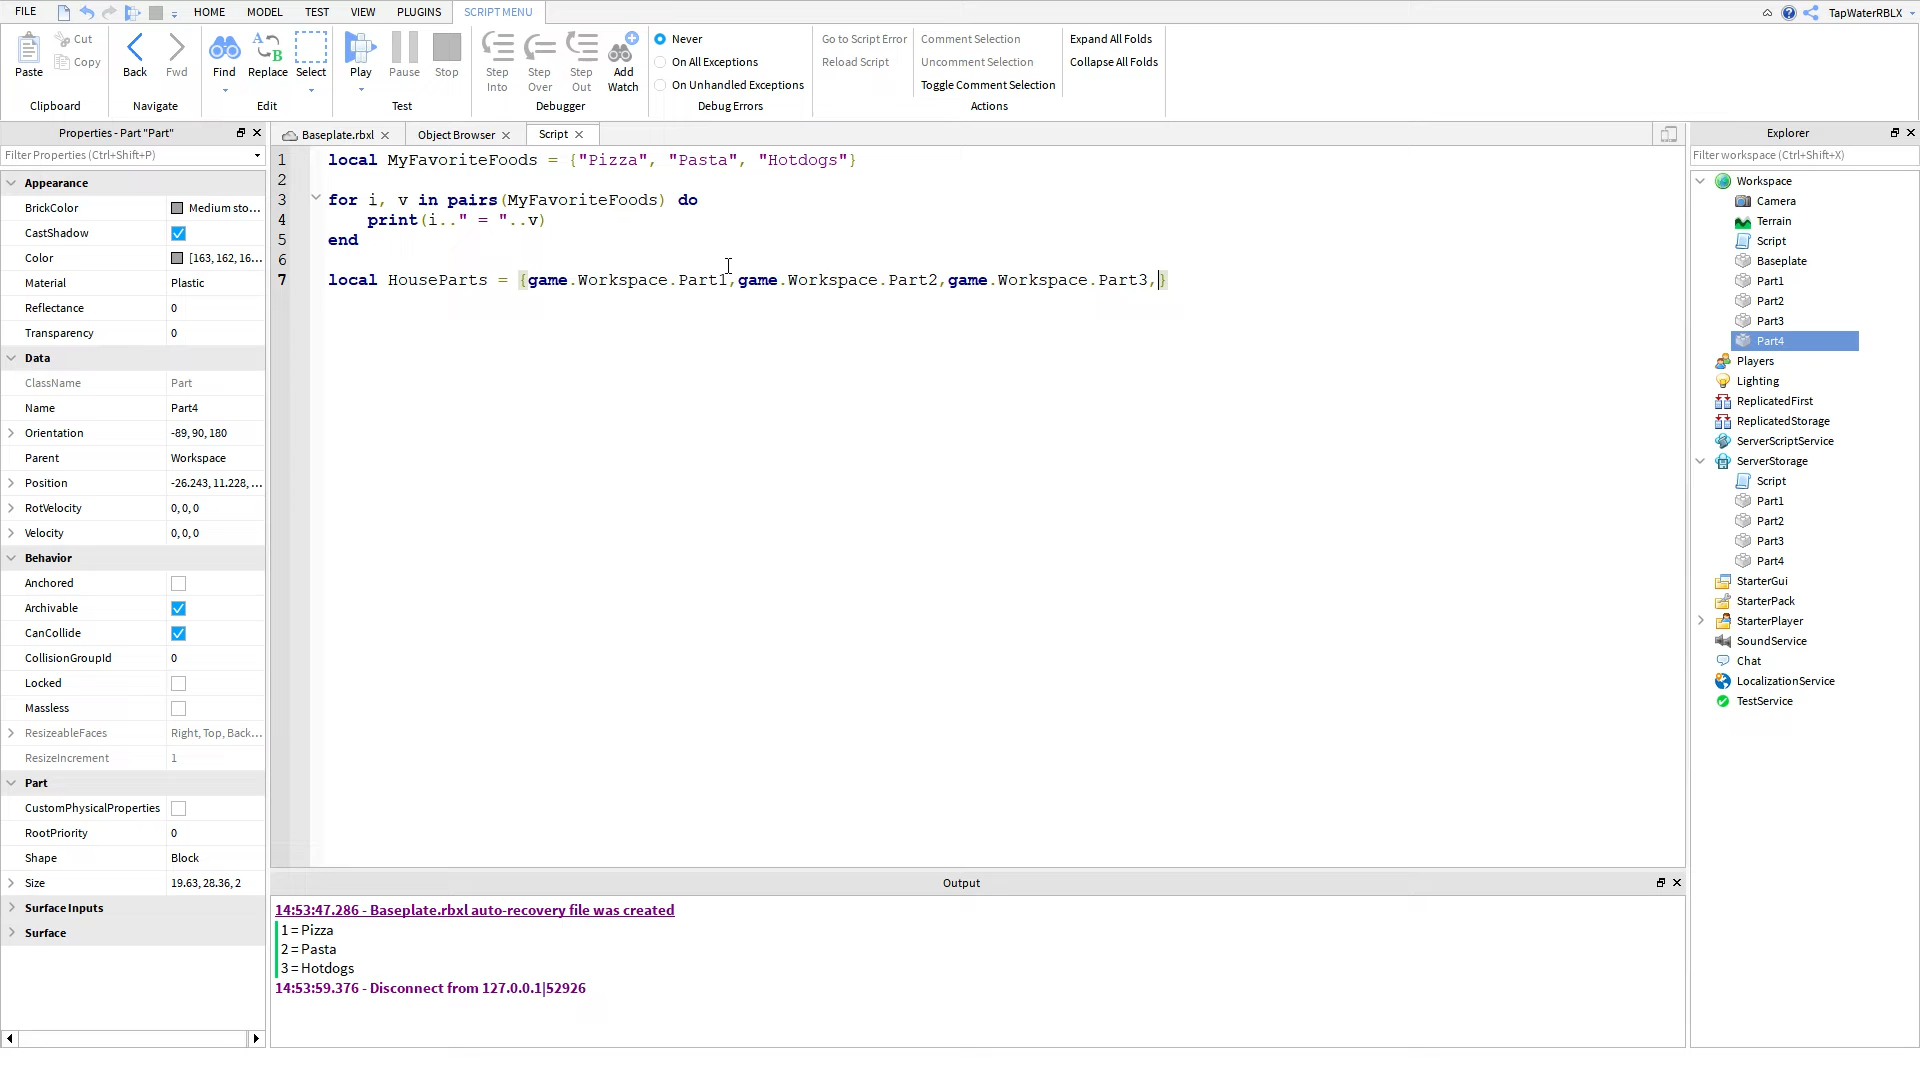 FILE HOME MODEL TEST VIEW PLUGINS SCRIPT MENU TapWaterRBLX
Paste Cut Copy
Clipboard
Back Fwd
Navigate
Find Replace Select
Edit
Play Pause Stop
Test
Step Into Step Over Step Out Add Watch
Debugger
Never
On All Exceptions
On Unhandled Exceptions
Debug Errors
Go to Script Error
Reload Script
Comment Selection
Uncomment Selection
Toggle Comment Selection
Actions
Expand All Folds
Collapse All Folds
Properties - Part "Part"
Filter Properties (Ctrl+Shift+P)
Appearance
BrickColor Medium sto...
CastShadow
Color [163, 162, 16...
Material Plastic
Reflectance 0
Transparency 0
Data
ClassName Part
Name Part4
Orientation -89, 90, 180
Parent Workspace
Position -26.243, 11.228, ...
RotVelocity 0, 0, 0
Velocity 0, 0, 0
Behavior
Anchored
Archivable
CanCollide
CollisionGroupId 0
Locked
Massless
ResizeableFaces Right, Top, Back...
ResizeIncrement 1
Part
CustomPhysicalProperties
RootPriority 0
Shape Block
Size 19.63, 28.36, 2
Surface Inputs
Surface
Baseplate.rbxl Object Browser Script
1 local MyFavoriteFoods = {"Pizza", "Pasta", "Hotdogs"}
2
3 for i, v in pairs(MyFavoriteFoods) do
4 print(i.." = "..v)
5 end
6
7 local HouseParts = {game.Workspace.Part1,game.Workspace.Part2,game.Workspace.Part3,}
Output
14:53:47.286 - Baseplate.rbxl auto-recovery file was created
1 = Pizza
2 = Pasta
3 = Hotdogs
14:53:59.376 - Disconnect from 127.0.0.1|52926
Explorer
Filter workspace (Ctrl+Shift+X)
Workspace
Camera
Terrain
Script
Baseplate
Part1
Part2
Part3
Part4
Players
Lighting
ReplicatedFirst
ReplicatedStorage
ServerScriptService
ServerStorage
Script
Part1
Part2
Part3
Part4
StarterGui
StarterPack
StarterPlayer
SoundService
Chat
LocalizationService
TestService